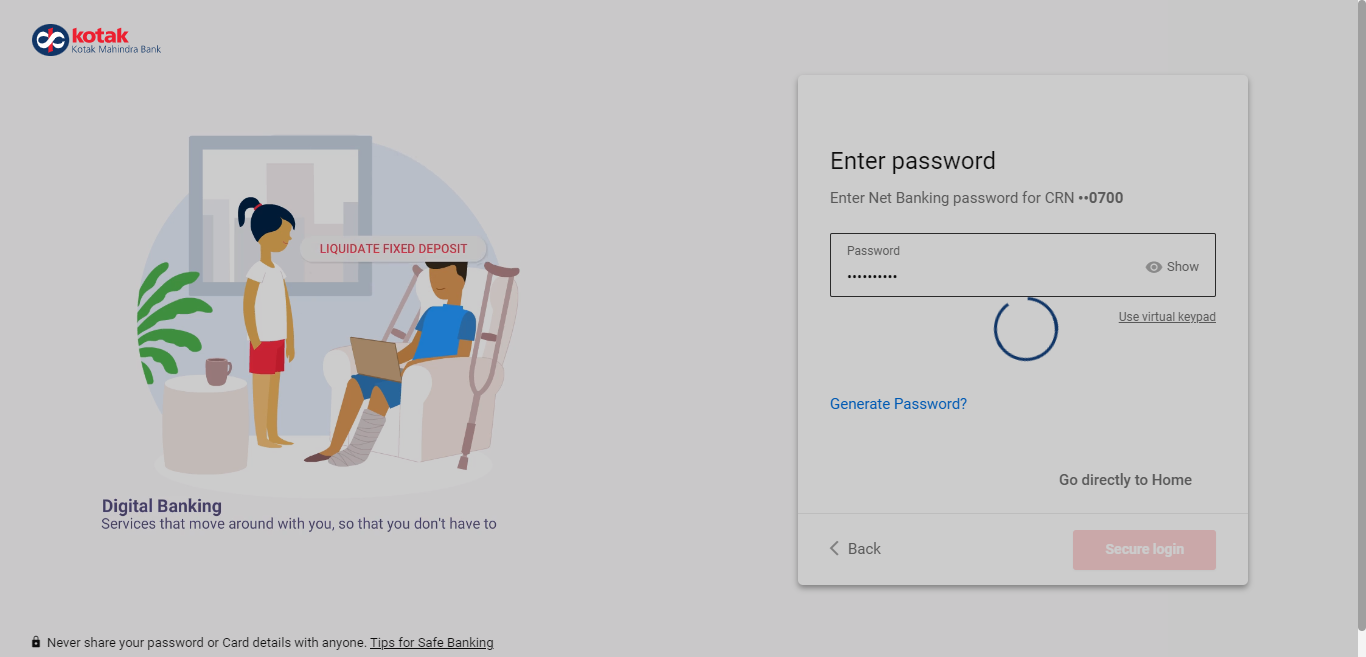 kotak
Kotak Mahindra Bank
LIQUIDATE FIXED DEPOSIT
Digital Banking
Services that move around with you, so that you don't have to
Enter password
Enter Net Banking password for CRN ••0700
Password
••••••••••
Show
Use virtual keypad
Generate Password?
Go directly to Home
Back
Secure login
Never share your password or Card details with anyone. Tips for Safe Banking